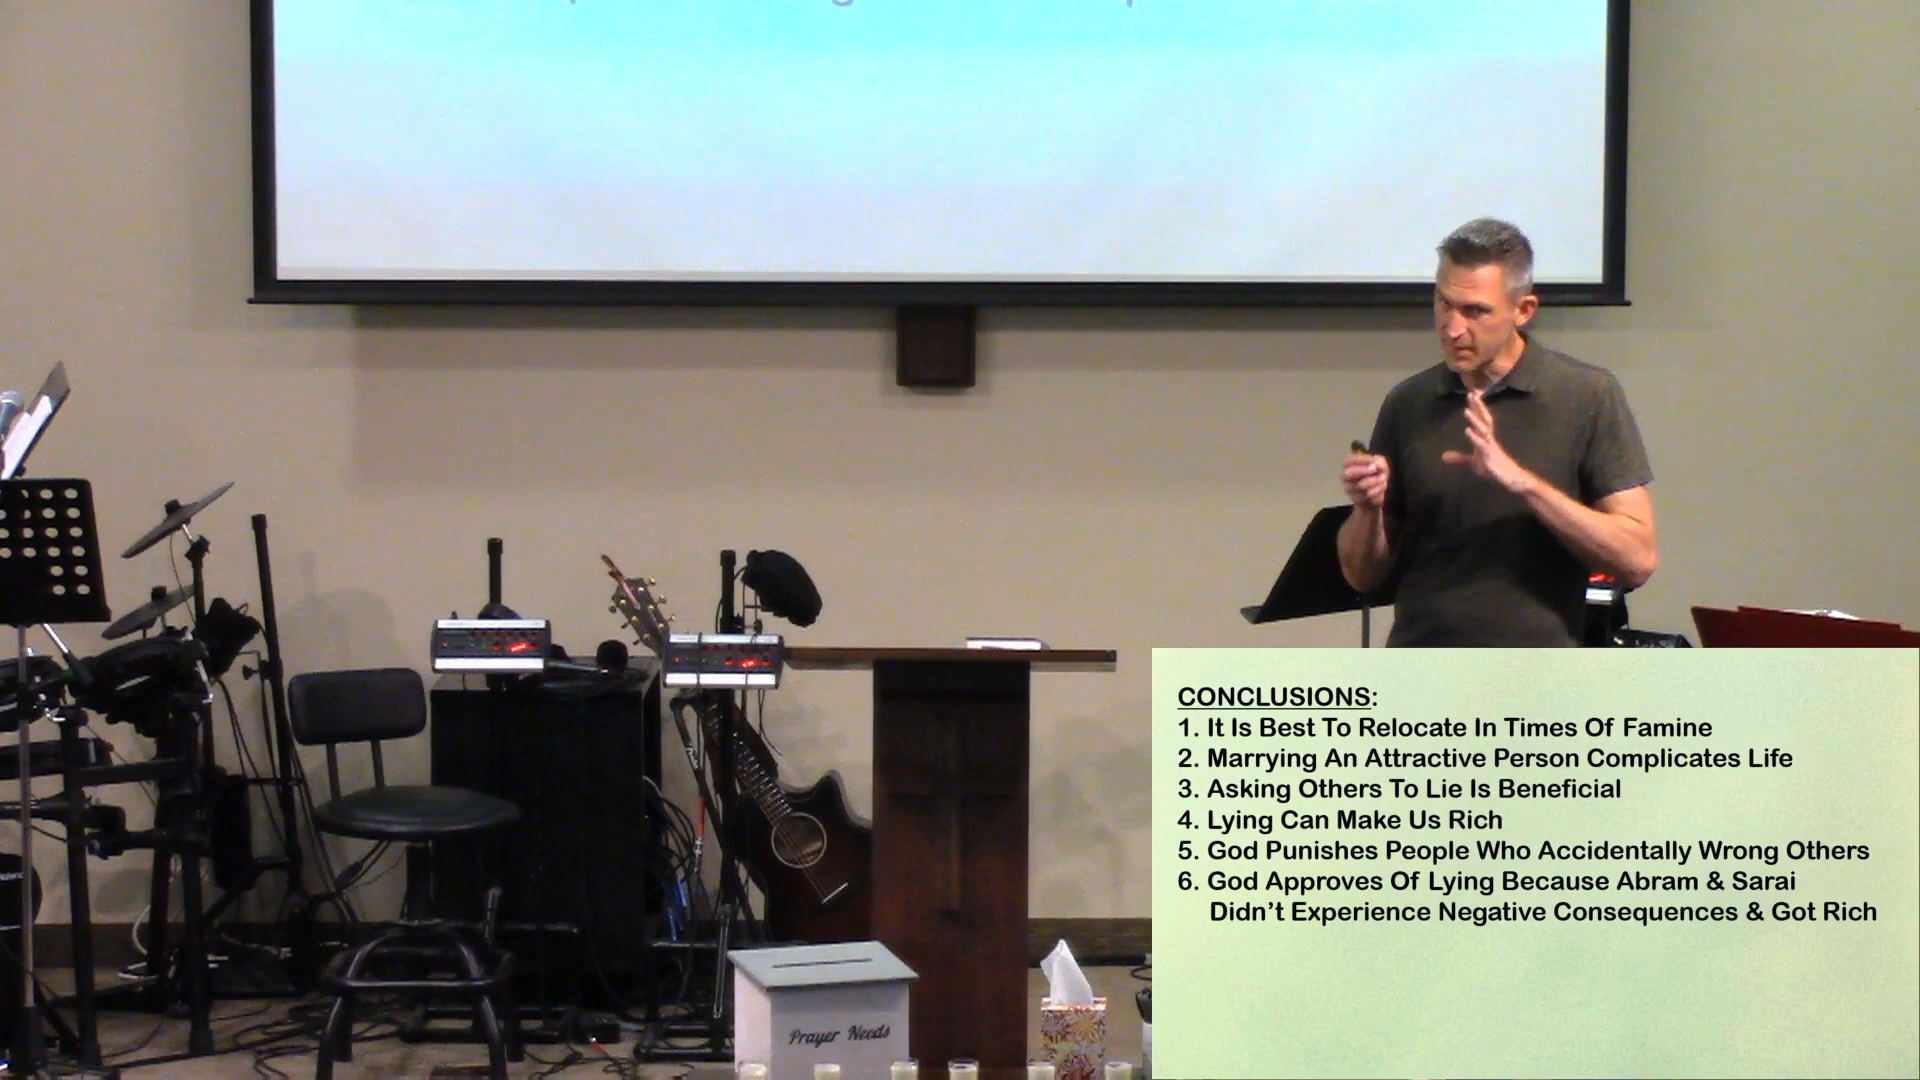 CONCLUSIONS:
1. It Is Best To Relocate In Times Of Famine
2. Marrying An Attractive Person Complicates Life
3. Asking Others To Lie Is Beneficial
4. Lying Can Make Us Rich
5. God Punishes People Who Accidentally Wrong Others
6. God Approves Of Lying Because Abram & Sarai
Didn't Experience Negative Consequences & Got Rich
Prayer Needs